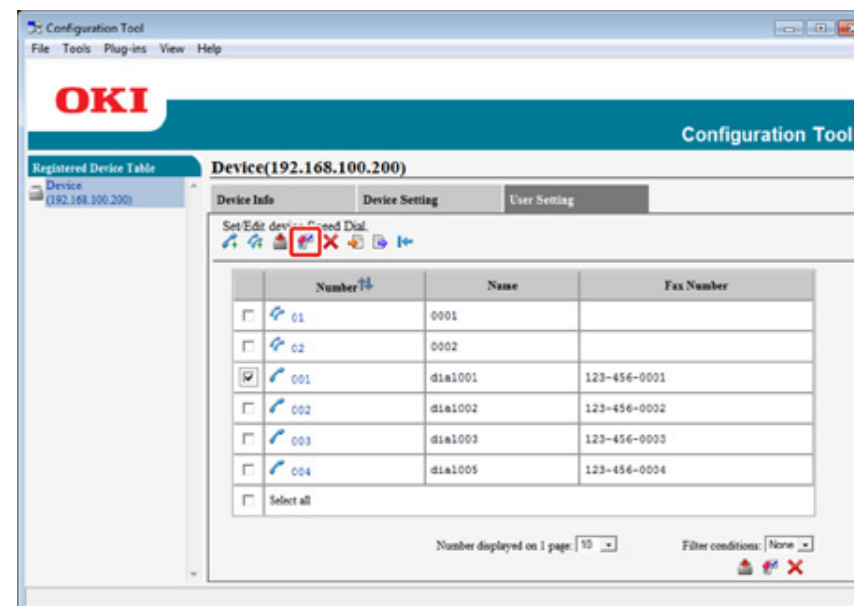 Configuration Tool
File Tools Plug-ins View Help
OKI
Configuration Tool
Registered Device Table
Device
(192.168.100.200)
Device(192.168.100.200)
Device Info Device Setting User Setting
Set/Edit device Speed Dial.
Number Name Fax Number
01 0001
02 0002
001 dial001 123-456-0001
002 dial002 123-456-0002
003 dial003 123-456-0003
004 dial005 123-456-0004
Select all
Number displayed on 1 page: 10 Filter conditions: None